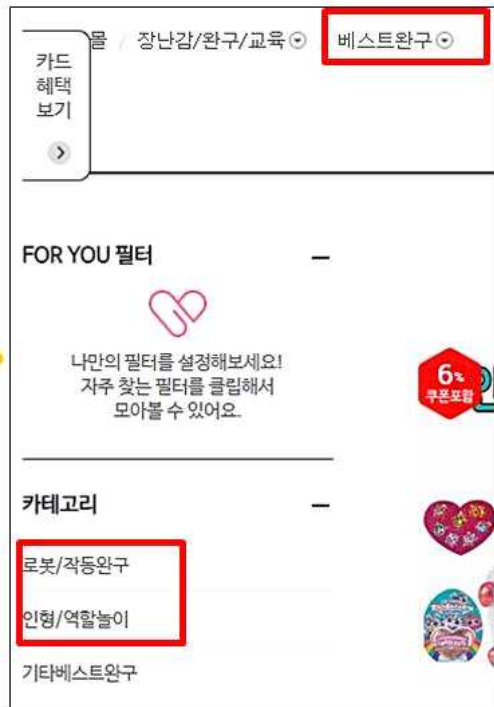 몰 / 장난감/완구/교육 베스트완구
카드
혜택
보기
FOR YOU 필터
나만의 필터를 설정해보세요!
자주 찾는 필터를 클립해서
모아볼 수 있어요.
6%
쿠폰포함
카테고리
로봇/작동완구
인형/역할놀이
기타베스트완구